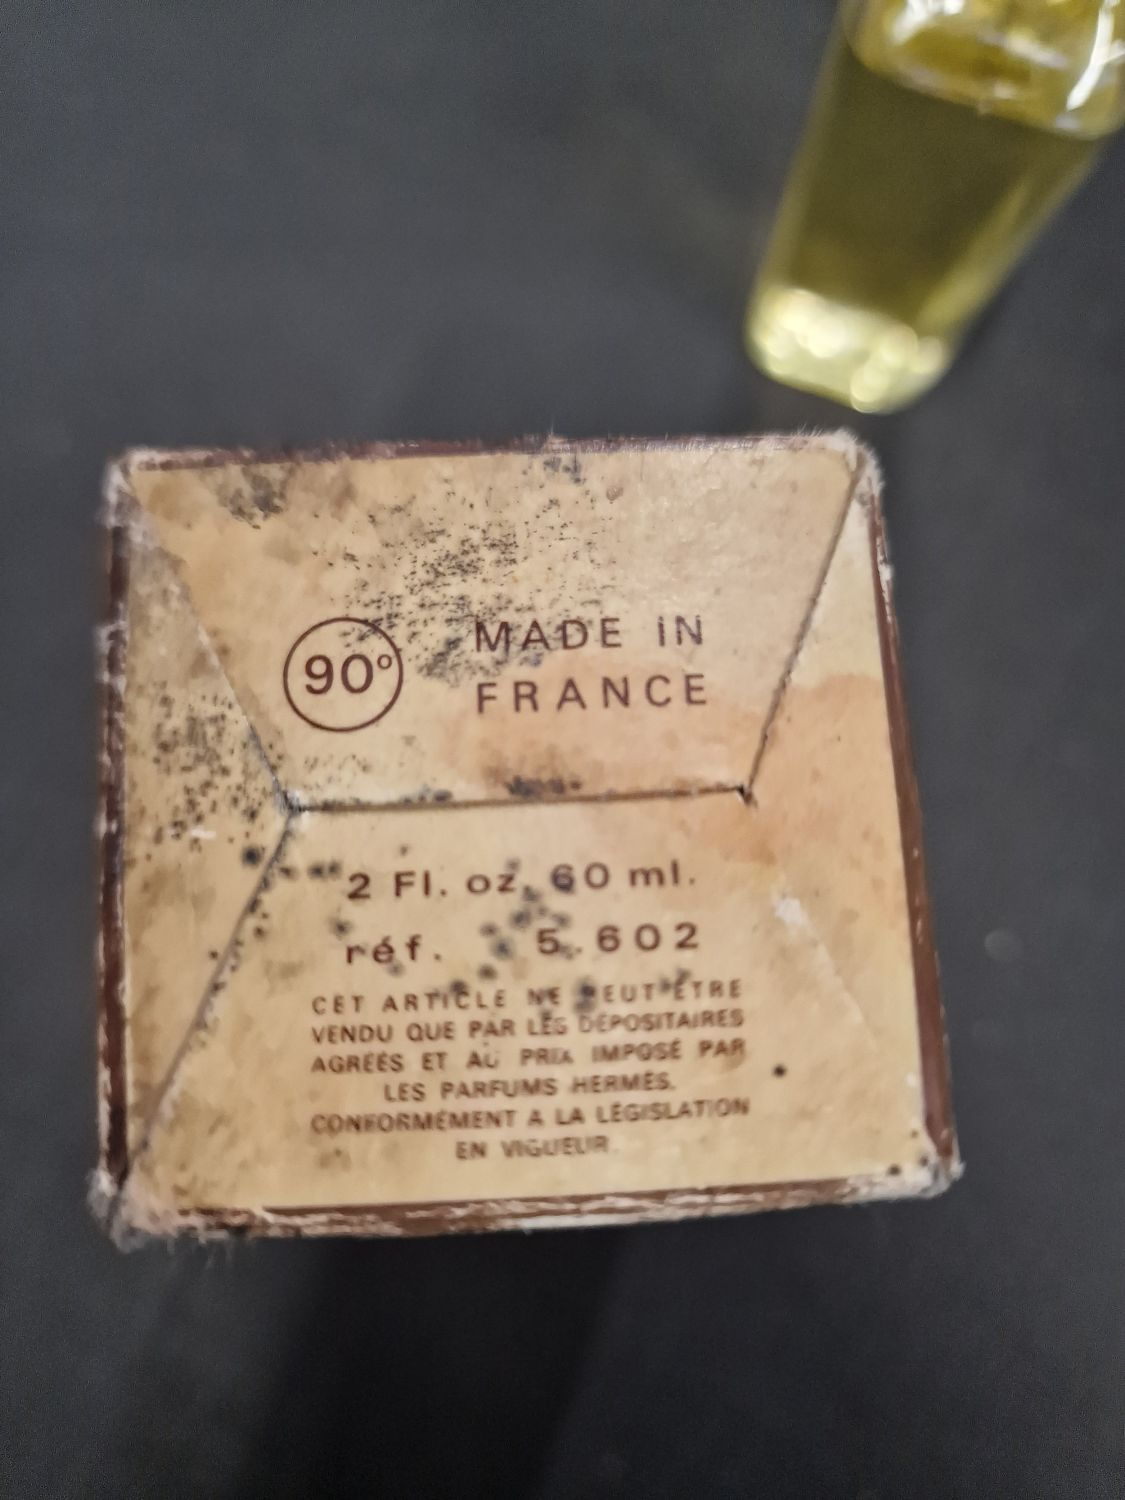 90°
MADE IN
FRANCE
2 Fl. oz. 60 ml.
réf. 5.602
CET ARTICLE NE PEUT ÊTRE
VENDU QUE PAR LES DÉPOSITAIRES
AGRÉÉS ET AU PRIX IMPOSÉ PAR
LES PARFUMS HERMÈS.
CONFORMÉMENT A LA LÉGISLATION
EN VIGUEUR.